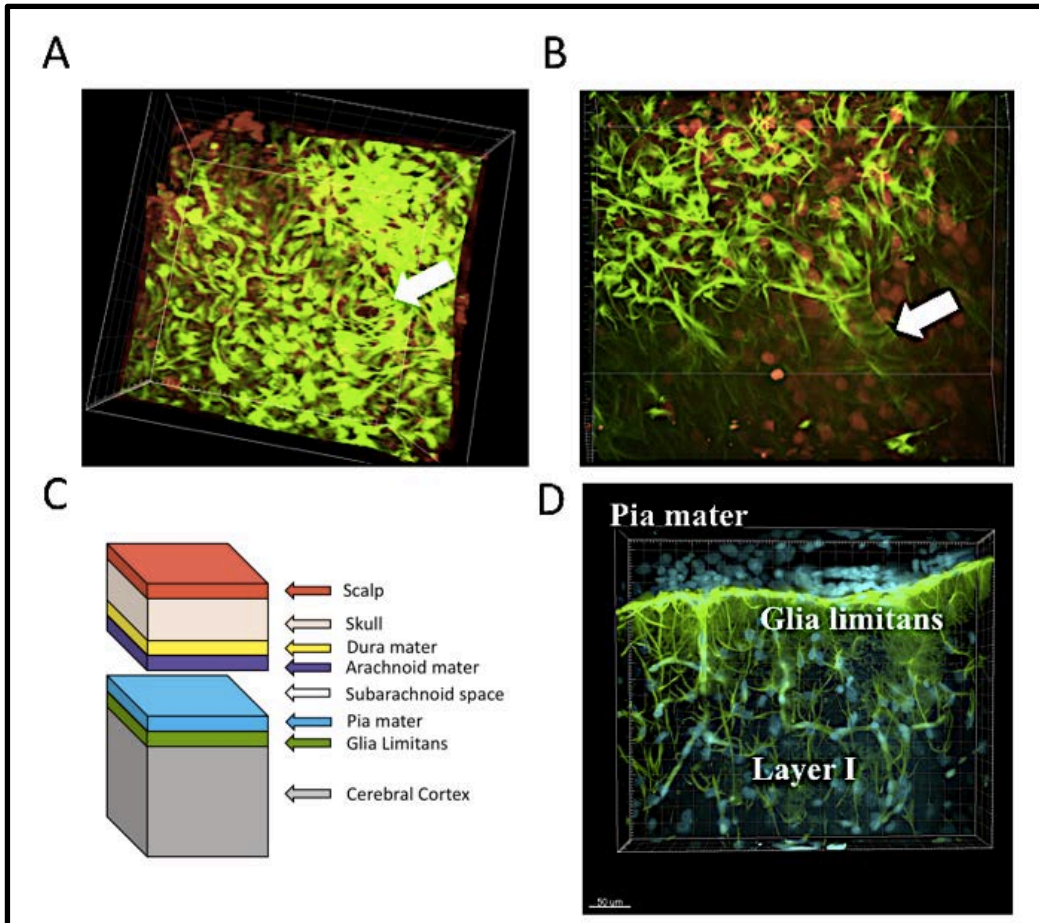 A
B
C
Scalp
Skull
Dura mater
Arachnoid mater
Subarachnoid space
Pia mater
Glia Limitans
Cerebral Cortex
D
Pia mater
Glia limitans
Layer I
50 um